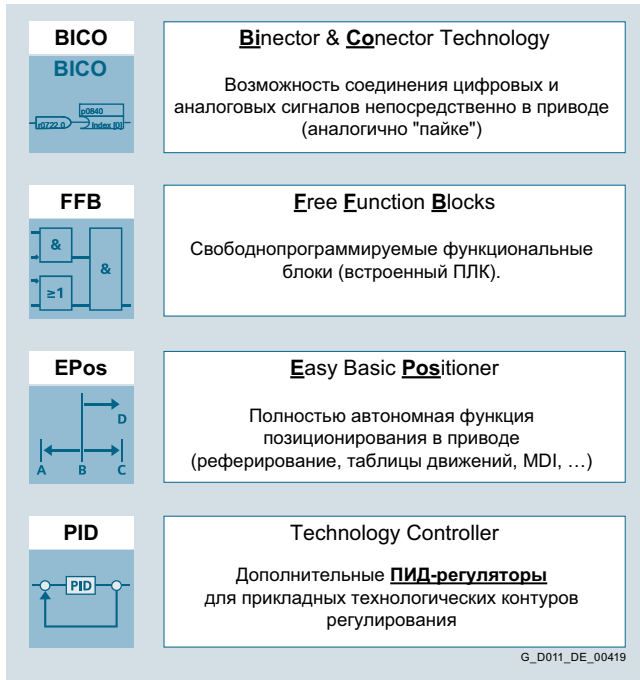 BICO
Binector & Conector Technology
BICO
p0840
r0722.0
Index [0]
Возможность соединения цифровых и
аналоговых сигналов непосредственно в приводе
(аналогично "пайке")
FFB
Free Function Blocks
&
&
≥1
Свободнопрограммируемые функциональные
блоки (встроенный ПЛК).
EPos
Easy Basic Positioner
D
A B C
Полностью автономная функция
позиционирования в приводе
(реферирование, таблицы движений, MDI, …)
PID
Technology Controller
PID
Дополнительные ПИД-регуляторы
для прикладных технологических контуров
регулирования
G_D011_DE_00419